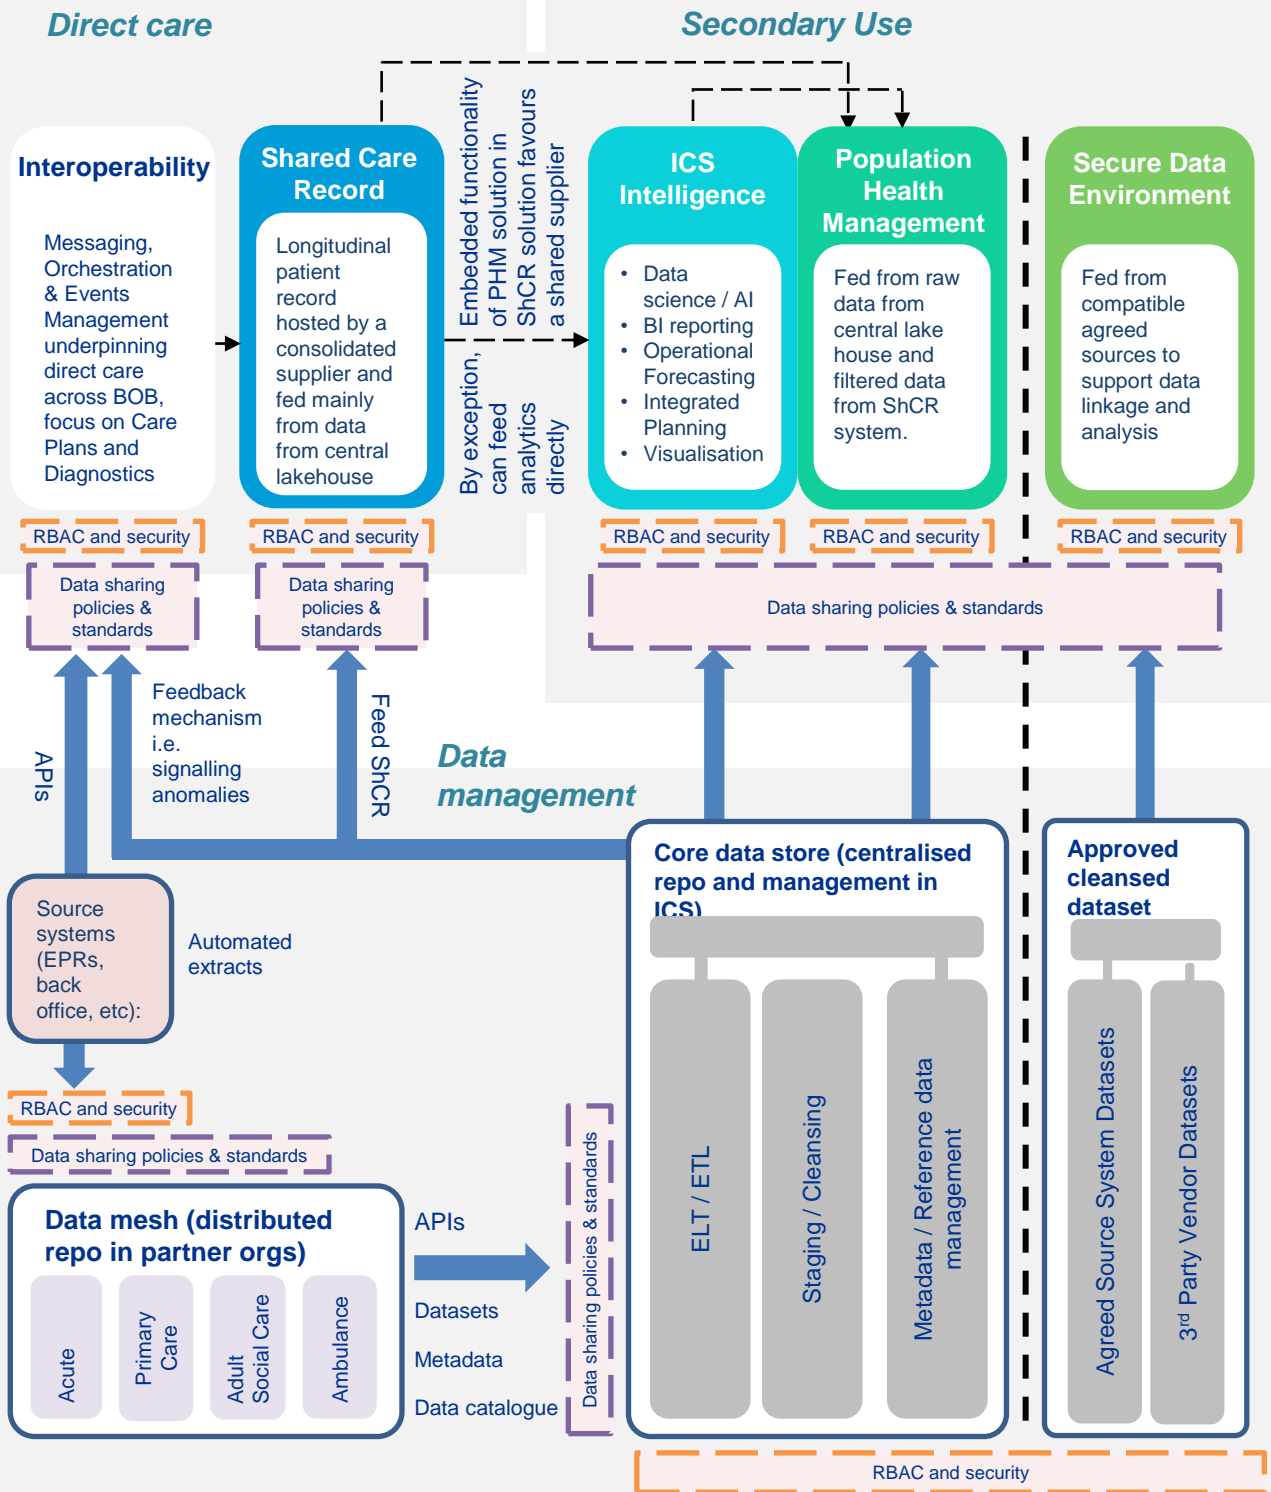 Direct care
Secondary Use
Interoperability
Messaging,
Orchestration
& Events
Management
underpinning
direct care
across BOB,
focus on Care
Plans and
Diagnostics
Shared Care
Record
Longitudinal
patient
record
hosted by a
consolidated
supplier and
fed mainly
from data
from central
lakehouse
Embedded functionality
of PHM solution in
ShCR solution favours
a shared supplier
By exception,
can feed
analytics
directly
ICS
Intelligence
• Data
science / AI
• BI reporting
• Operational
Forecasting
• Integrated
Planning
• Visualisation
Population
Health
Management
Fed from raw
data from
central lake
house and
filtered data
from ShCR
system.
Secure Data
Environment
Fed from
compatible
agreed
sources to
support data
linkage and
analysis
RBAC and security
RBAC and security
RBAC and security
RBAC and security
RBAC and security
Data sharing
policies &
standards
Data sharing
policies &
standards
Data sharing policies & standards
APIs
Feedback
mechanism
i.e.
signalling
anomalies
Feed ShCR
Data
management
Source
systems
(EPRs,
back
office, etc):
Automated
extracts
RBAC and security
Data sharing policies & standards
Data mesh (distributed
repo in partner orgs)
Acute
Primary
Care
Adult
Social Care
Ambulance
APIs
Datasets
Metadata
Data catalogue
Data sharing policies & standards
Core data store (centralised
repo and management in
ICS)
ELT / ETL
Staging / Cleansing
Metadata / Reference data
management
Approved
cleansed
dataset
Agreed Source System Datasets
3rd Party Vendor Datasets
RBAC and security